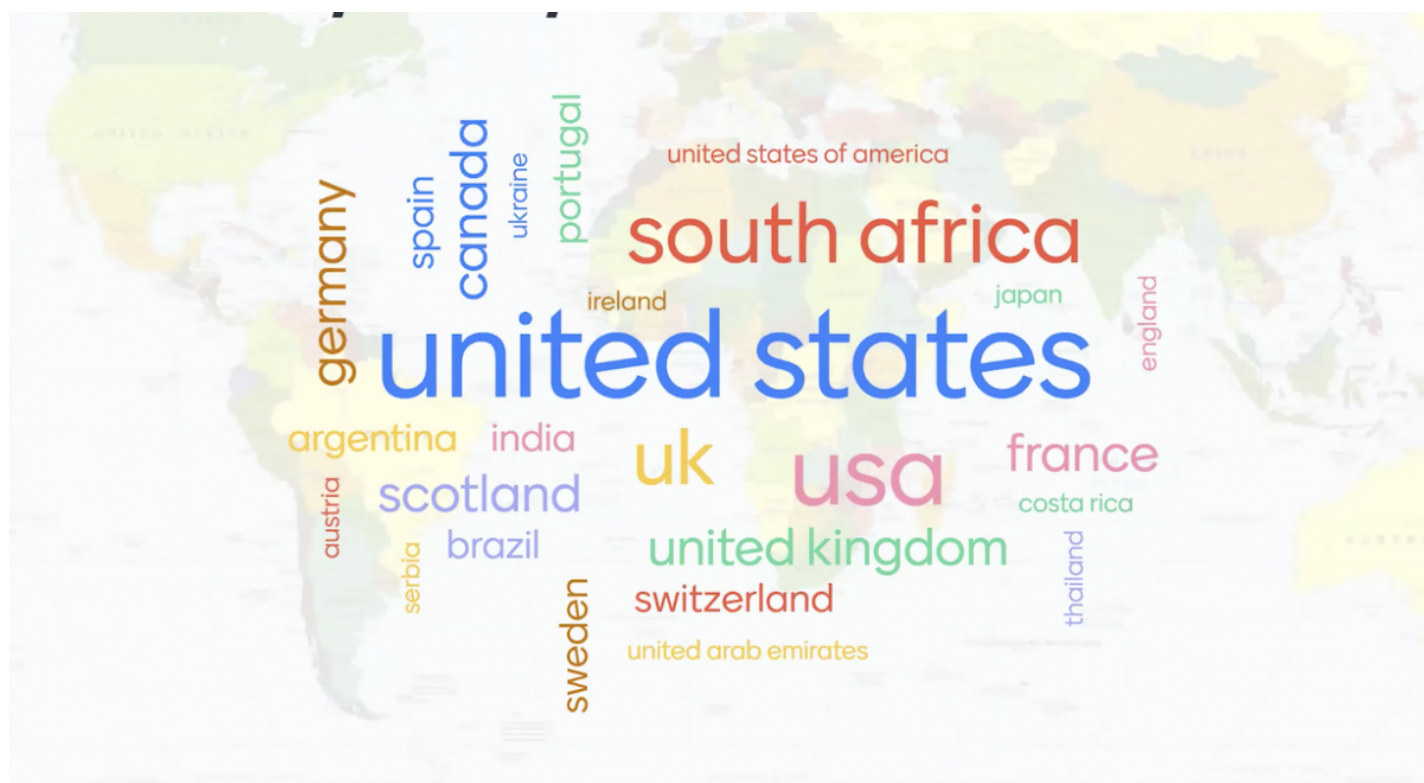 portugal
canada
united states of america
ukraine
spain
germany
south africa
ireland
japan
england
united states
argentina
india
uk
usa
france
scotland
austria
costa rica
brazil
united kingdom
serbia
thailand
sweden
switzerland
united arab emirates